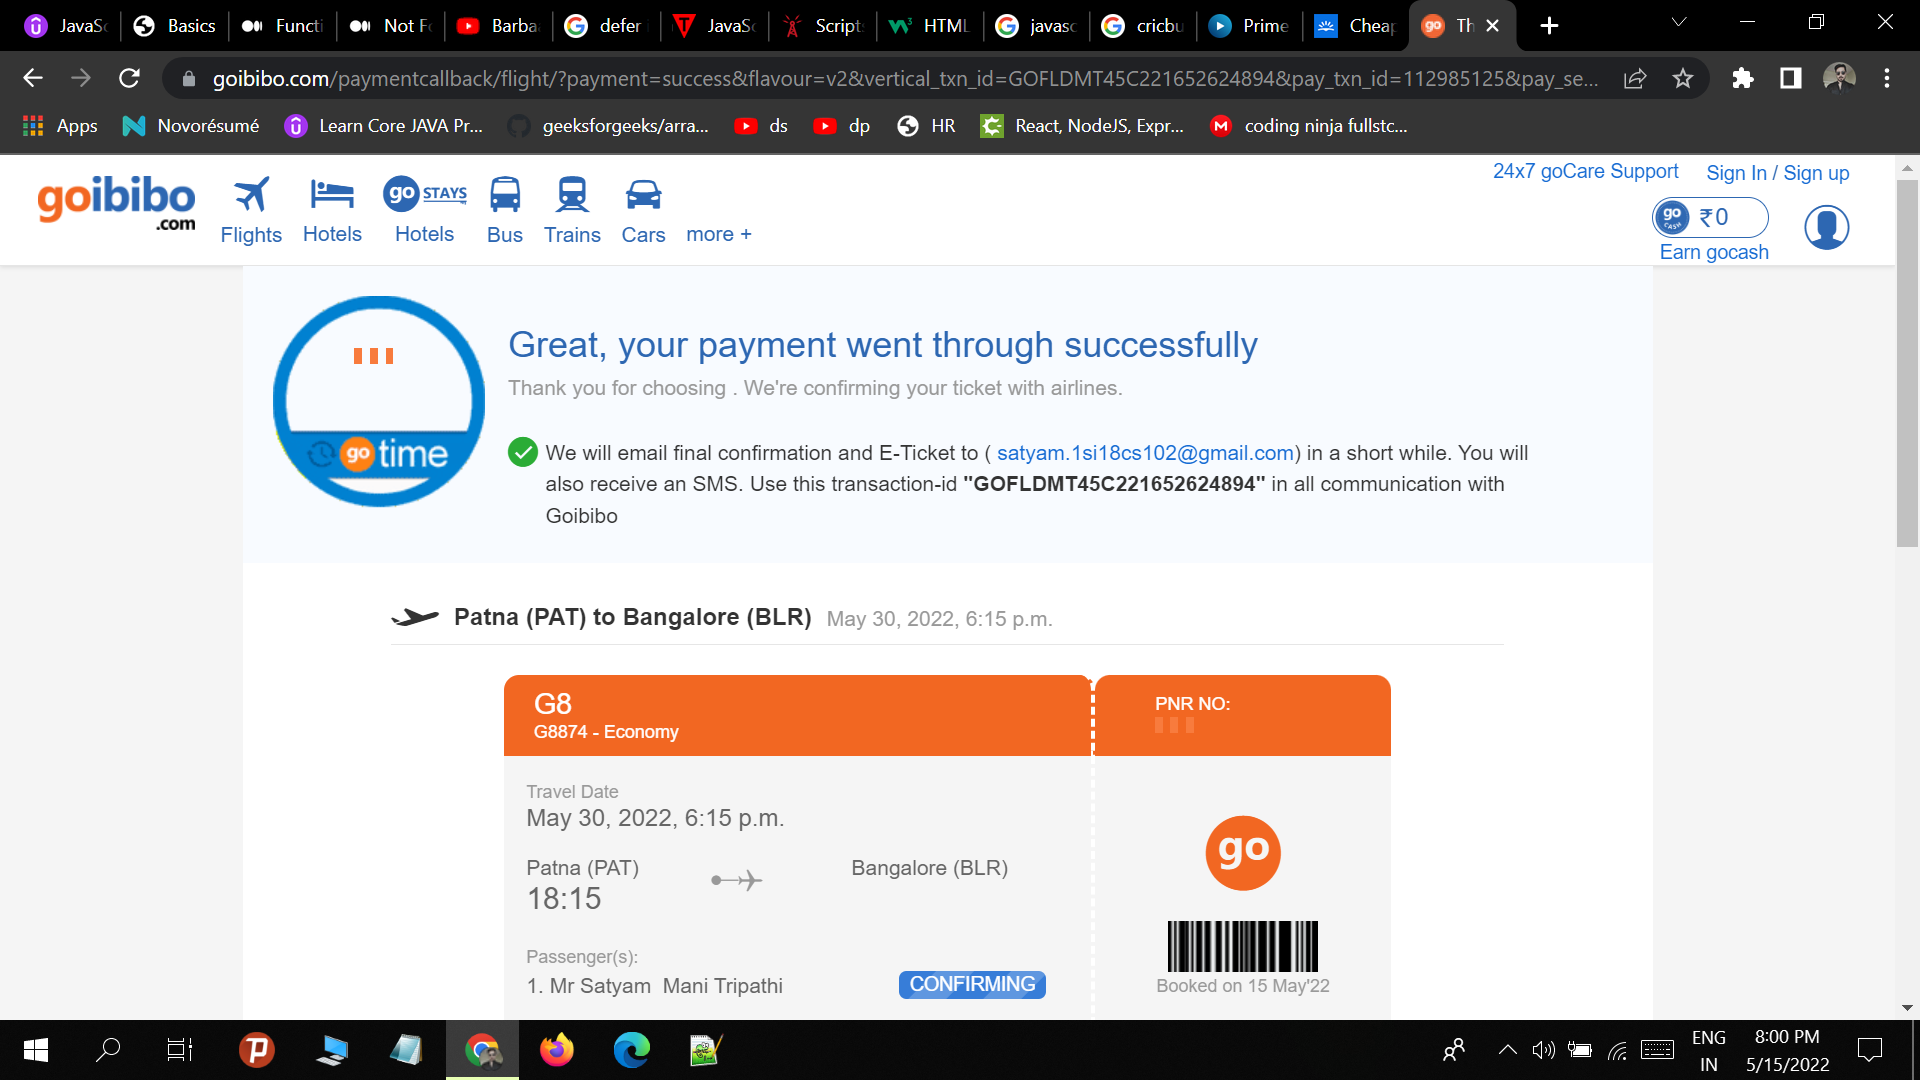 JavaSc
Basics
Functi
Not Fo
Barba
defer i
JavaSc
Script
HTML
javasc
cricbu
Prime
Cheap
Th
goibibo.com/paymentcallback/flight/?payment=success&flavour=v2&vertical_txn_id=GOFLDMT45C221652624894&pay_txn_id=112985125&pay_se...
Apps
Novorésumé
Learn Core JAVA Pr...
geeksforgeeks/arra...
ds
dp
HR
React, NodeJS, Expr...
coding ninja fullstc...
24x7 goCare Support
Sign In / Sign up
goibibo
.com
Flights
Hotels
go STAYS
Hotels
Bus
Trains
Cars
more +
go CASH ₹0
Earn gocash
go time
Great, your payment went through successfully
Thank you for choosing . We're confirming your ticket with airlines.
We will email final confirmation and E-Ticket to ( satyam.1si18cs102@gmail.com) in a short while. You will
also receive an SMS. Use this transaction-id "GOFLDMT45C221652624894" in all communication with
Goibibo
Patna (PAT) to Bangalore (BLR) May 30, 2022, 6:15 p.m.
G8
G8874 - Economy
PNR NO:
Travel Date
May 30, 2022, 6:15 p.m.
Patna (PAT)
Bangalore (BLR)
18:15
go
Passenger(s):
1. Mr Satyam Mani Tripathi
CONFIRMING
Booked on 15 May'22
ENG
IN
8:00 PM
5/15/2022